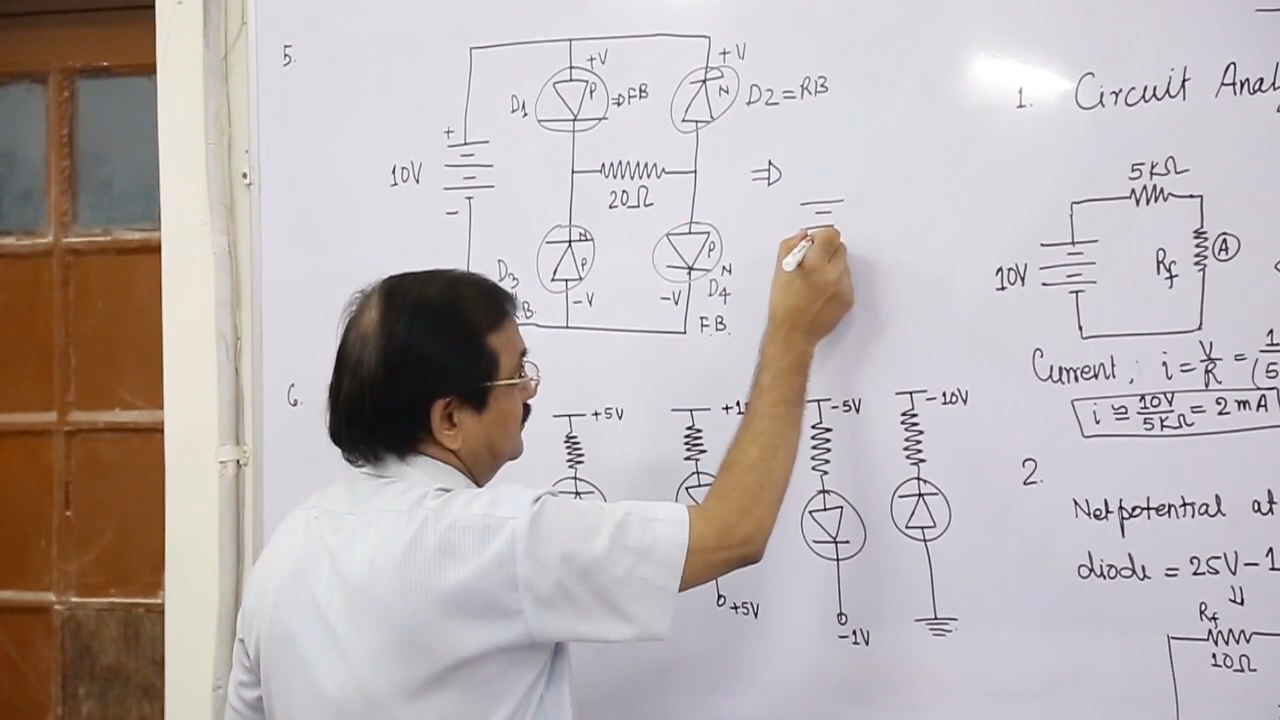 5.
+V
+V
D1
P
⇒FB
N
D2=RB
+
10V
-
20Ω
⇒
D3
N
P
-V
P
N
D4
-V
F.B.
6.
+5V
-5V
-10V
+5V
-1V
1. Circuit
5KΩ
10V
Rf
A
Current, i = V/R =
i ≅ 10V/5KΩ = 2mA
2.
Net potential at
diode = 25V-1
⇓
Rf
10Ω